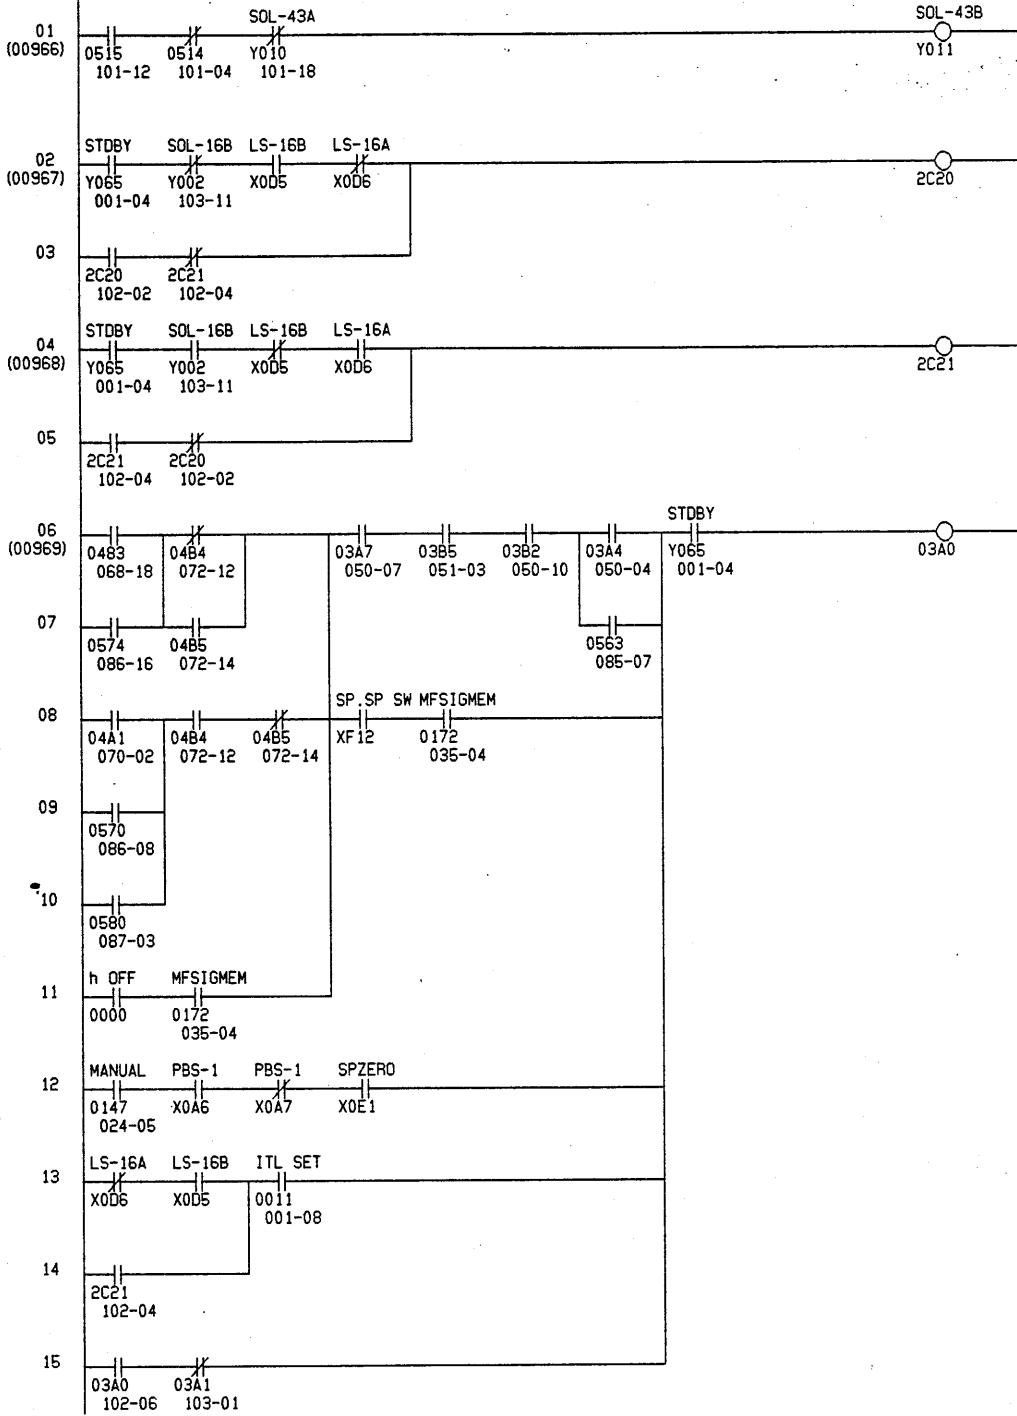 SOL-43A SOL-43B
01
(00966) 0515 0514 Y010 Y011
101-12 101-04 101-18
STDBY SOL-16B LS-16B LS-16A
02
(00967) Y065 Y002 X0D5 X0D6 2C20
001-04 103-11
03
2C20 2C21
102-02 102-04
STDBY SOL-16B LS-16B LS-16A
04
(00968) Y065 Y002 X0D5 X0D6 2C21
001-04 103-11
05
2C21 2C20
102-04 102-02
STDBY
06
(00969) 0483 04B4 03A7 03B5 03B2 03A4 Y065 03A0
068-18 072-12 050-07 051-03 050-10 050-04 001-04
07
0574 04B5 0563
086-16 072-14 085-07
SP.SP SW MFSIGMEM
08
04A1 04B4 04B5 XF12 0172
070-02 072-12 072-14 035-04
09
0570
086-08
10
0580
087-03
h OFF MFSIGMEM
11
0000 0172
035-04
MANUAL PBS-1 PBS-1 SPZERO
12
0147 X0A6 X0A7 X0E1
024-05
LS-16A LS-16B ITL SET
13
X0D6 X0D5 0011
001-08
14
2C21
102-04
15
03A0 03A1
102-06 103-01